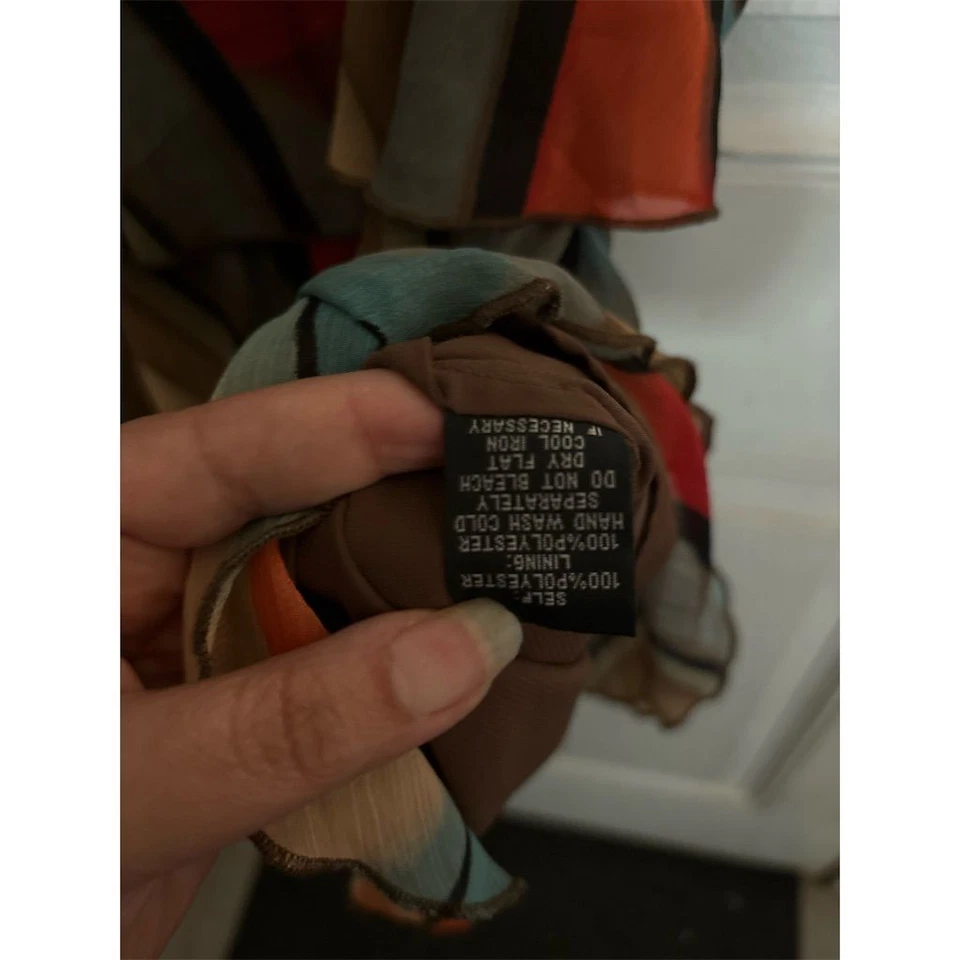 SELF:
100%POLYESTER
LINING:
100%POLYESTER
HAND WASH COLD
SEPARATELY
DO NOT BLEACH
DRY FLAT
COOL IRON
IF NECESSARY